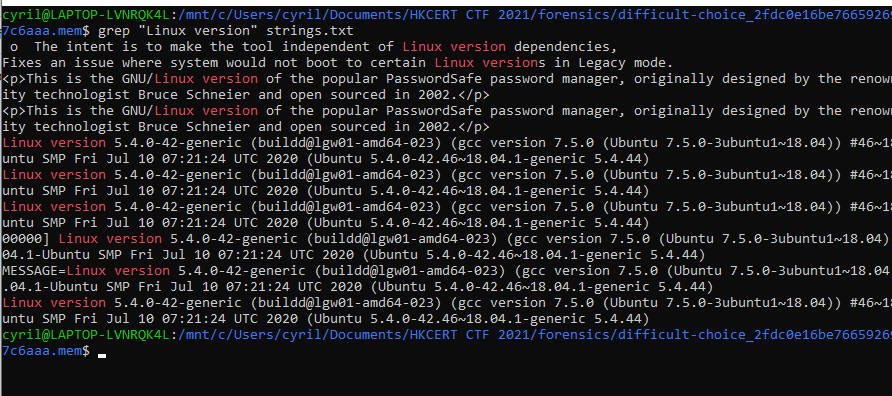 cyril@LAPTOP-LVNRQK4L:/mnt/c/Users/cyril/Documents/HKCERT CTF 2021/forensics/difficult-choice_2fdc0e16be7665926
7c6aaa.mem$ grep "Linux version" strings.txt
o  The intent is to make the tool independent of Linux version dependencies,
Fixes an issue where system would not boot to certain Linux versions in Legacy mode.
<p>This is the GNU/Linux version of the popular PasswordSafe password manager, originally designed by the renow
ity technologist Bruce Schneier and open sourced in 2002.</p>
<p>This is the GNU/Linux version of the popular PasswordSafe password manager, originally designed by the renow
ity technologist Bruce Schneier and open sourced in 2002.</p>
Linux version 5.4.0-42-generic (buildd@lgw01-amd64-023) (gcc version 7.5.0 (Ubuntu 7.5.0-3ubuntu1~18.04)) #46~18
untu SMP Fri Jul 10 07:21:24 UTC 2020 (Ubuntu 5.4.0-42.46~18.04.1-generic 5.4.44)
Linux version 5.4.0-42-generic (buildd@lgw01-amd64-023) (gcc version 7.5.0 (Ubuntu 7.5.0-3ubuntu1~18.04)) #46~18
untu SMP Fri Jul 10 07:21:24 UTC 2020 (Ubuntu 5.4.0-42.46~18.04.1-generic 5.4.44)
Linux version 5.4.0-42-generic (buildd@lgw01-amd64-023) (gcc version 7.5.0 (Ubuntu 7.5.0-3ubuntu1~18.04)) #46~18
untu SMP Fri Jul 10 07:21:24 UTC 2020 (Ubuntu 5.4.0-42.46~18.04.1-generic 5.4.44)
00000] Linux version 5.4.0-42-generic (buildd@lgw01-amd64-023) (gcc version 7.5.0 (Ubuntu 7.5.0-3ubuntu1~18.04)
04.1-Ubuntu SMP Fri Jul 10 07:21:24 UTC 2020 (Ubuntu 5.4.0-42.46~18.04.1-generic 5.4.44)
MESSAGE=Linux version 5.4.0-42-generic (buildd@lgw01-amd64-023) (gcc version 7.5.0 (Ubuntu 7.5.0-3ubuntu1~18.04
.04.1-Ubuntu SMP Fri Jul 10 07:21:24 UTC 2020 (Ubuntu 5.4.0-42.46~18.04.1-generic 5.4.44)
Linux version 5.4.0-42-generic (buildd@lgw01-amd64-023) (gcc version 7.5.0 (Ubuntu 7.5.0-3ubuntu1~18.04)) #46~18
untu SMP Fri Jul 10 07:21:24 UTC 2020 (Ubuntu 5.4.0-42.46~18.04.1-generic 5.4.44)
cyril@LAPTOP-LVNRQK4L:/mnt/c/Users/cyril/Documents/HKCERT CTF 2021/forensics/difficult-choice_2fdc0e16be7665926
7c6aaa.mem$